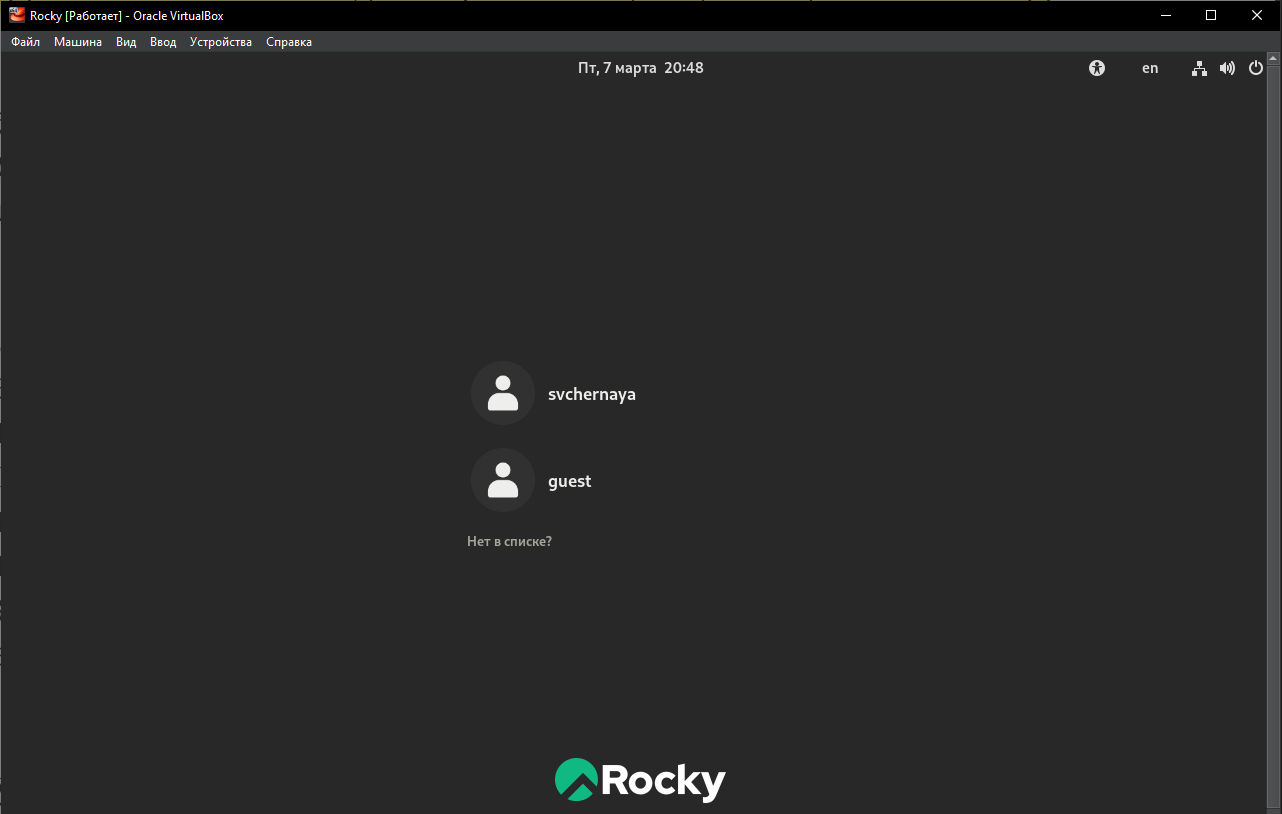 Rocky [Работает] - Oracle VirtualBox
Файл Машина Вид Ввод Устройства Справка
Пт, 7 марта 20:48 en
svchernaya
guest
Нет в списке?
Rocky